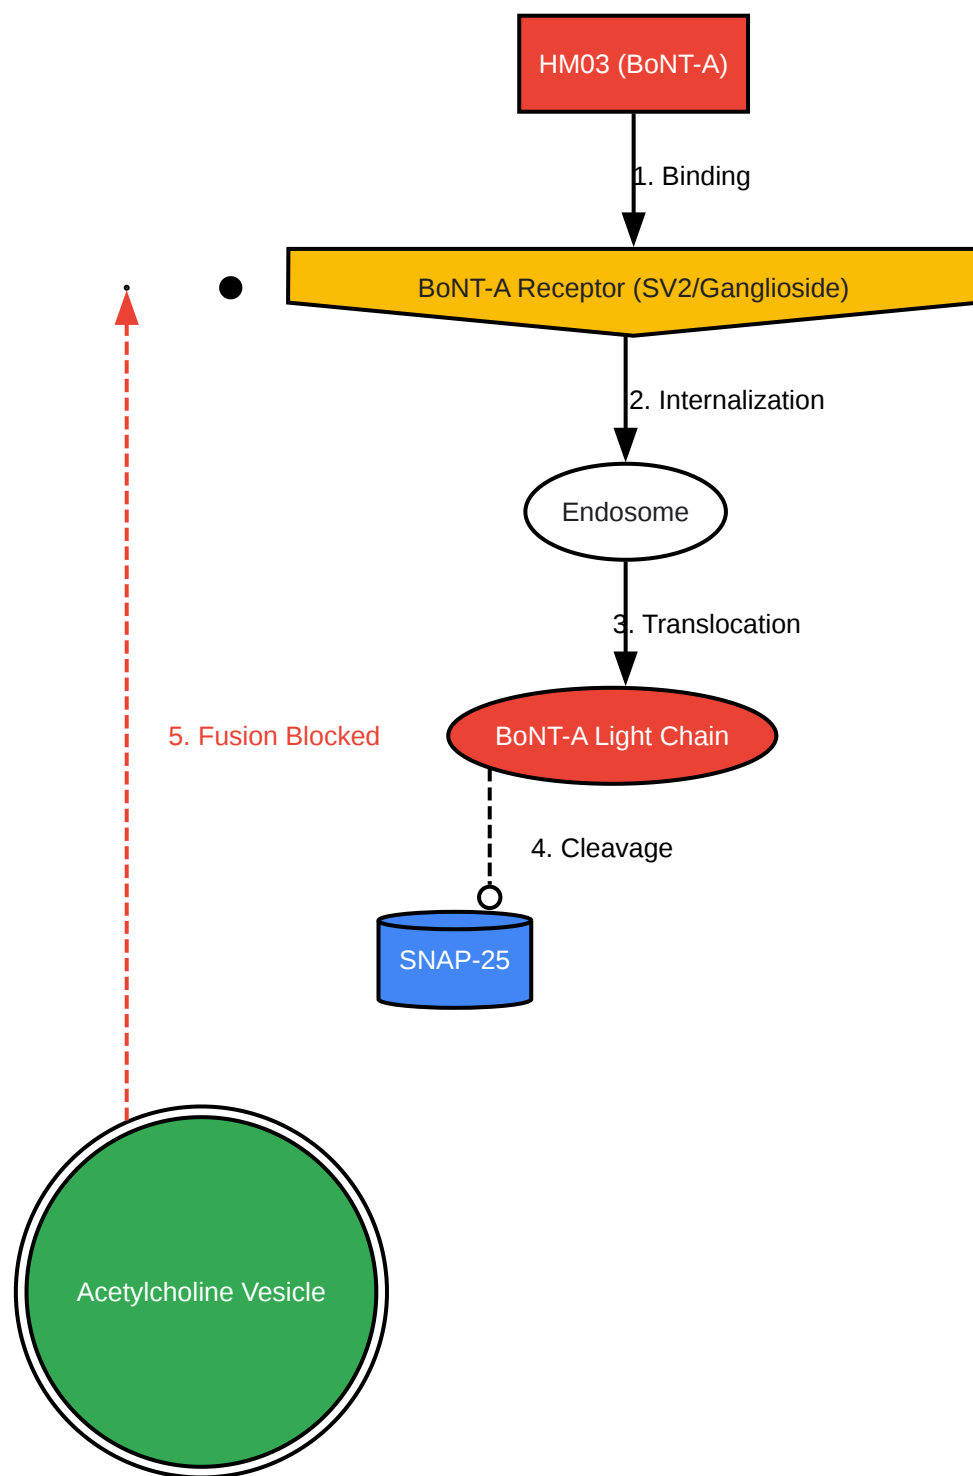 HM03 (BoNT-A)
1. Binding
BoNT-A Receptor (SV2/Ganglioside)
2. Internalization
Endosome
3. Translocation
5. Fusion Blocked
BoNT-A Light Chain
4. Cleavage
SNAP-25
Acetylcholine Vesicle